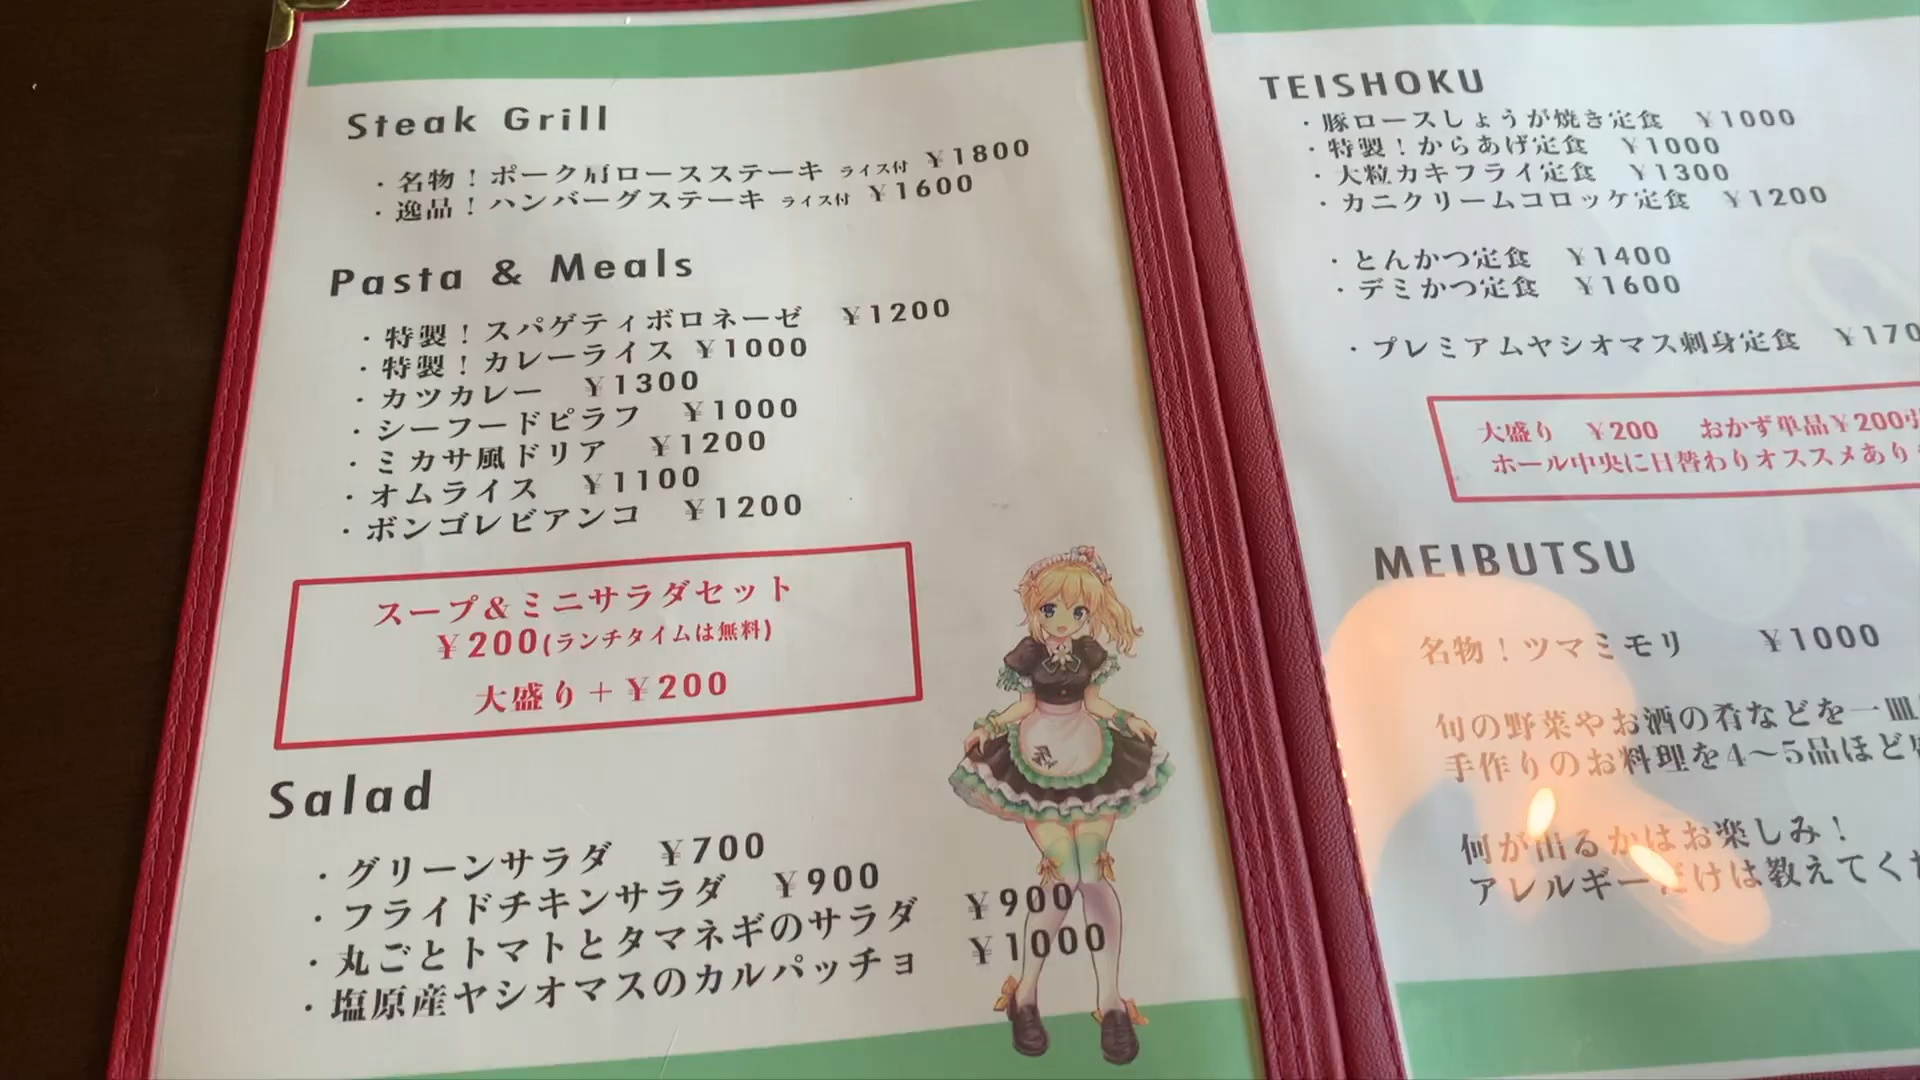 Steak Grill
・名物！ポーク肩ロースステーキ ライス付 ￥1800
・逸品！ハンバーグステーキ ライス付 ￥1600
Pasta & Meals
・特製！スパゲティボロネーゼ ￥1200
・特製！カレーライス ￥1000
・カツカレー ￥1300
・シーフードピラフ ￥1000
・ミカサ風ドリア ￥1200
・オムライス ￥1100
・ボンゴレビアンコ ￥1200
スープ&ミニサラダセット
￥200(ランチタイムは無料)
大盛り＋￥200
Salad
・グリーンサラダ ￥700
・フライドチキンサラダ ￥900
・丸ごとトマトとタマネギのサラダ ￥900
・塩原産ヤシオマスのカルパッチョ ￥1000
TEISHOKU
・豚ロースしょうが焼き定食 ￥1000
・特製！からあげ定食 ￥1000
・大粒カキフライ定食 ￥1300
・カニクリームコロッケ定食 ￥1200
・とんかつ定食 ￥1400
・デミかつ定食 ￥1600
・プレミアムヤシオマス刺身定食 ￥170
大盛り ￥200 おかず単品￥200
ホール中央に日替わりオススメあり
MEIBUTSU
名物！ツマミモリ ￥1000
旬の野菜やお酒の肴などを一皿
手作りのお料理を4〜5品ほど
何が出るかはお楽しみ！
アレルギーだけは教えてく